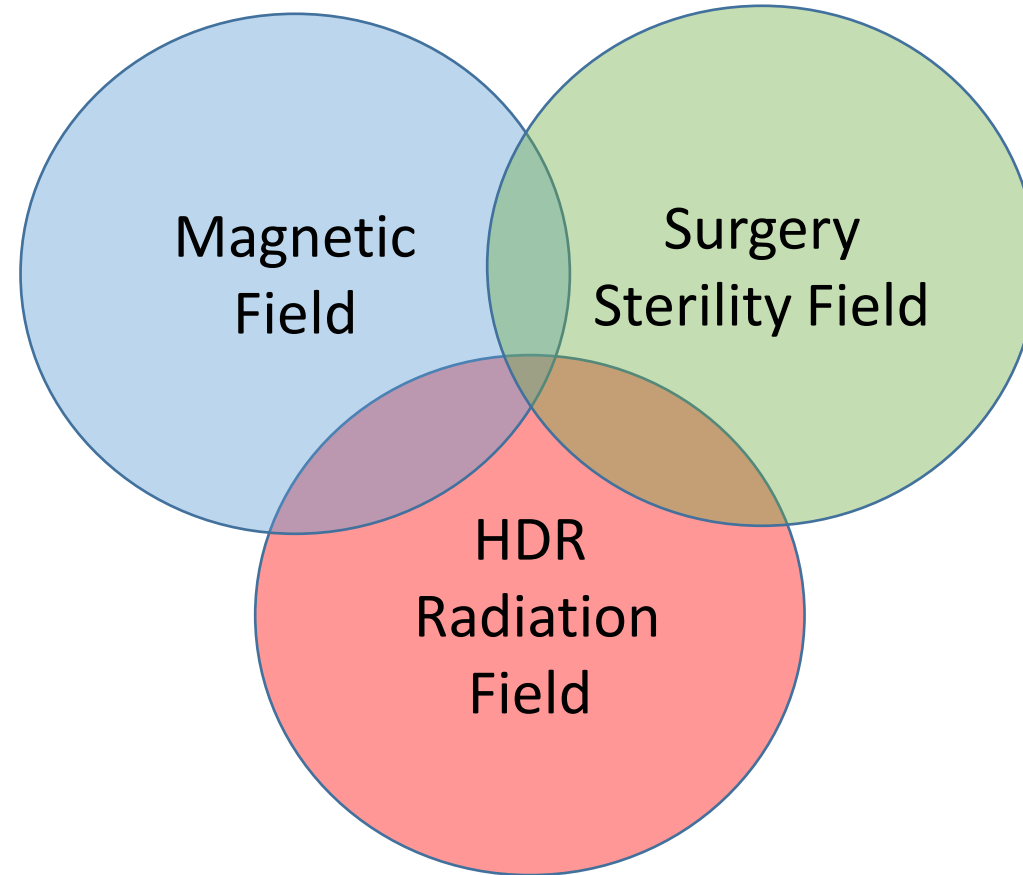 Magnetic
Field
Surgery
Sterility Field
HDR
Radiation
Field